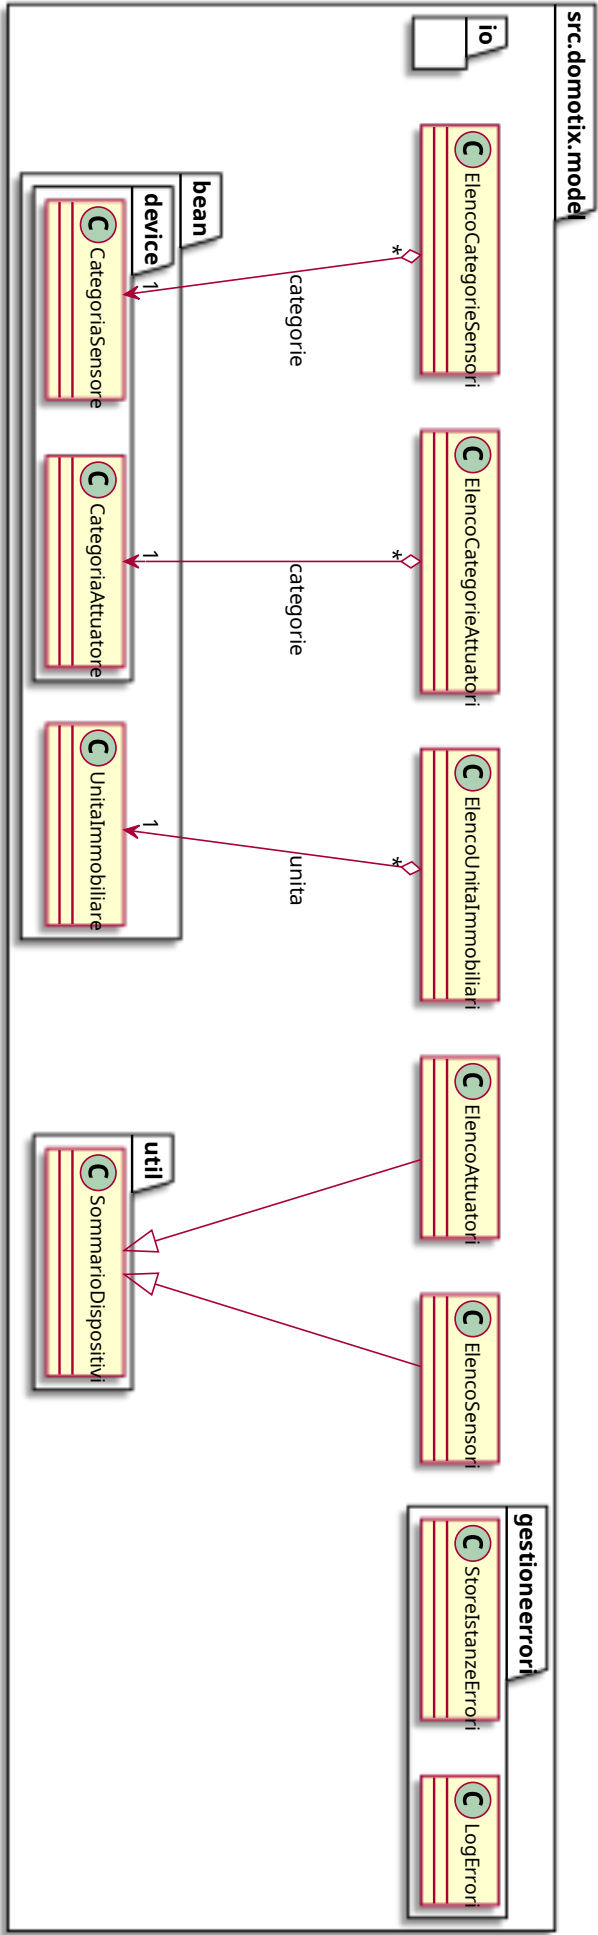 src.domotix.model
io
C ElencoCategorieSensori
C ElencoCategorieAttuatori
C ElencoUnitaImmobiliari
C ElencoAttuatori
C ElencoSensori
gestioneerrori
C StoreIstanzeErrori
C LogErrori
*
*
*
categorie
categorie
unita
1
1
1
bean
device
C CategoriaSensore
C CategoriaAttuatore
C UnitaImmobiliare
util
C SommarioDispositivi